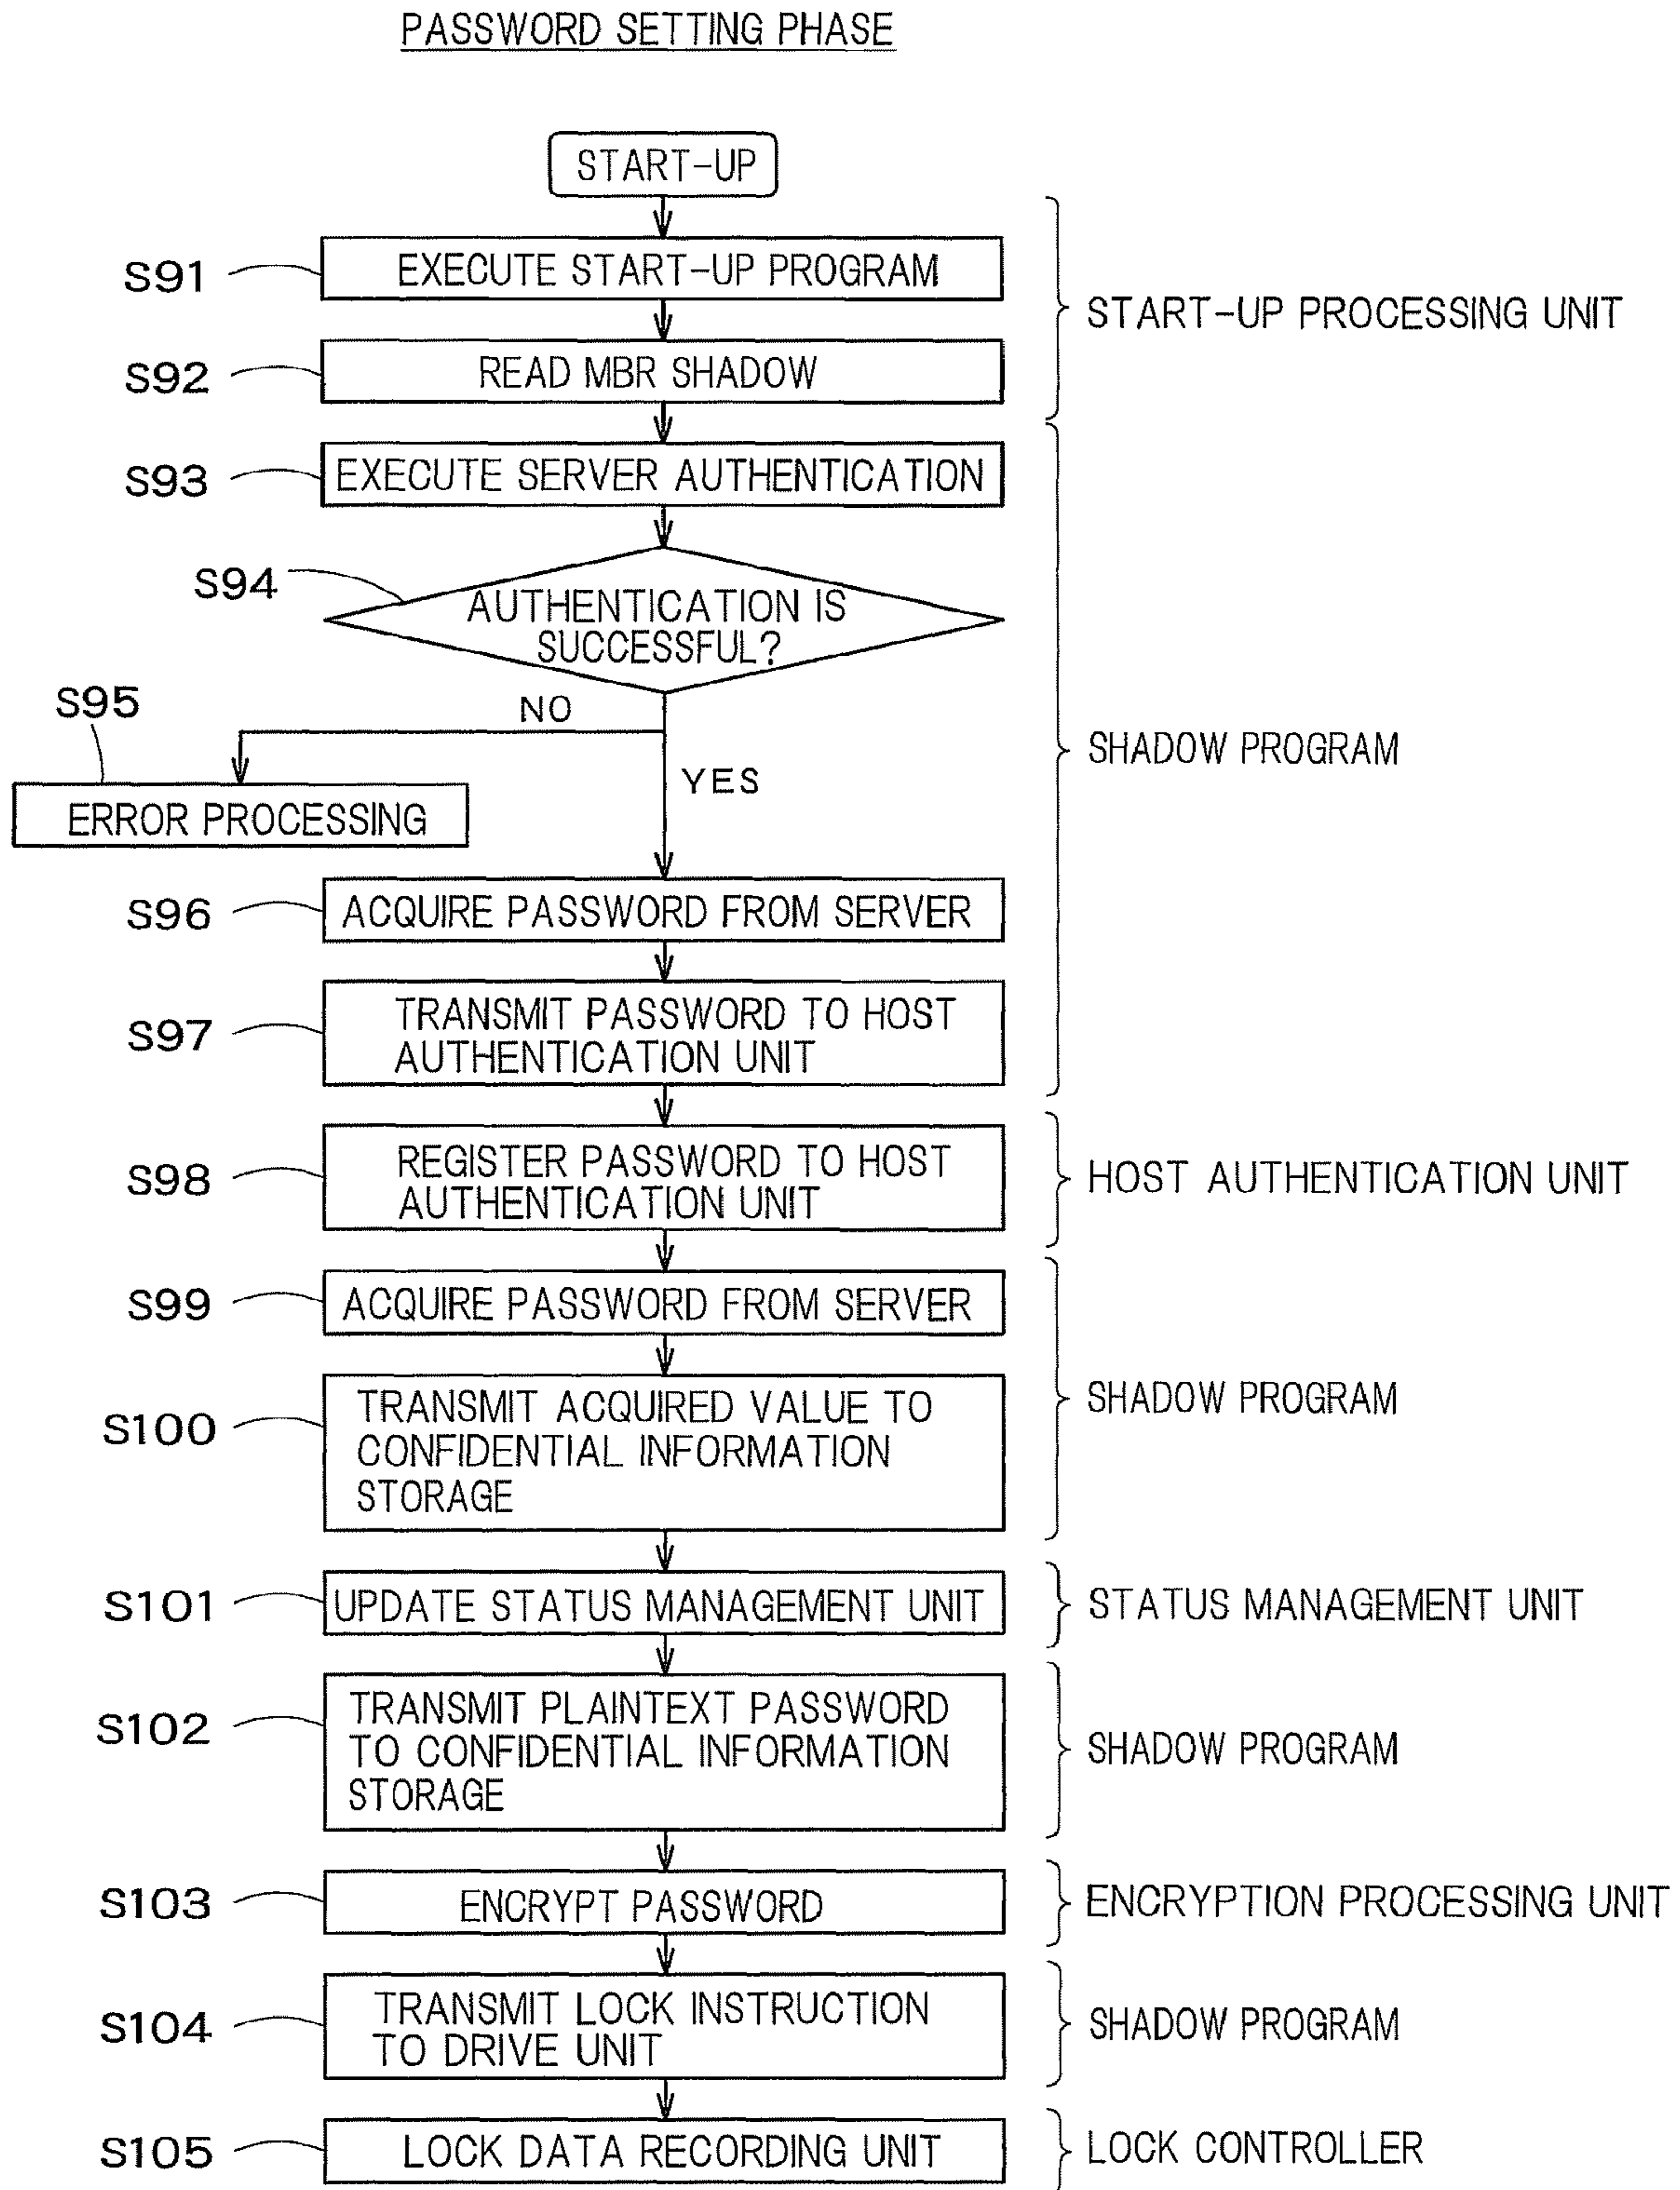 PASSWORD SETTING PHASE
START-UP
S91
EXECUTE START-UP PROGRAM
START-UP PROCESSING UNIT
S92
READ MBR SHADOW
S93
EXECUTE SERVER AUTHENTICATION
S94
AUTHENTICATION IS
SUCCESSFUL?
S95
NO
SHADOW PROGRAM
YES
ERROR PROCESSING
S96
ACQUIRE PASSWORD FROM SERVER
S97
TRANSMIT PASSWORD TO HOST
AUTHENTICATION UNIT
S98
REGISTER PASSWORD TO HOST
AUTHENTICATION UNIT
HOST AUTHENTICATION UNIT
S99
ACQUIRE PASSWORD FROM SERVER
SHADOW PROGRAM
S100
TRANSMIT ACQUIRED VALUE TO
CONFIDENTIAL INFORMATION
STORAGE
S101
UPDATE STATUS MANAGEMENT UNIT
STATUS MANAGEMENT UNIT
S102
TRANSMIT PLAINTEXT PASSWORD
TO CONFIDENTIAL INFORMATION
STORAGE
SHADOW PROGRAM
S103
ENCRYPT PASSWORD
ENCRYPTION PROCESSING UNIT
S104
TRANSMIT LOCK INSTRUCTION
TO DRIVE UNIT
SHADOW PROGRAM
S105
LOCK DATA RECORDING UNIT
LOCK CONTROLLER